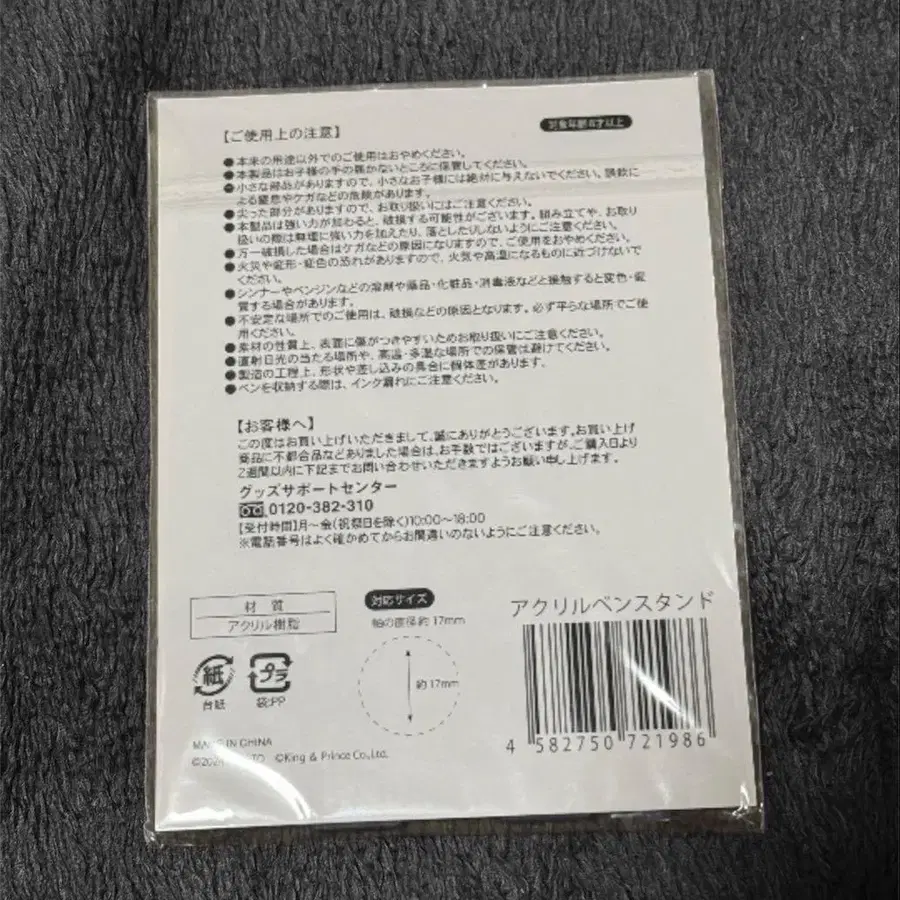 【ご使用上の注意】
対象年齢6才以上
●本来の用途以外でのご使用はおやめください。
●本製品はお子様の手の届かないところに保管してください。
●小さな部品がありますので、小さなお子様には絶対に与えないでください。誤飲に
よる窒息やケガなどの危険があります。
●尖った部分がありますので、お取り扱いにはご注意ください。
●本製品は強い力が加わると、破損する可能性がございます。組み立てや、お取り
扱いの際は無理に強い力を加えたり、落としたりしないようにご注意ください。
●万一破損した場合はケガなどの原因になりますので、ご使用をおやめください。
●火災や変形・変色の恐れがありますので、火気や高温になるものに近づけないで
ください。
●シンナーやベンジンなどの溶剤や薬品・化粧品・消毒液などと接触すると変色・変
質する場合があります。
●不安定な場所でのご使用は、破損などの原因となります。必ず平らな場所でご使
用ください。
●素材の性質上、表面に傷がつきやすいためお取り扱いにご注意ください。
●直射日光の当たる場所や、高温・多湿な場所での保管は避けてください。
●製造の工程上、形状や差し込みの具合に個体差があります。
●ペンを収納する際は、インク漏れにご注意ください。
【お客様へ】
この度はお買い上げいただきまして、誠にありがとうございます。お買い上げ
商品に不都合品などありました場合は、お手数ではございますが、ご購入日より
2週間以内に下記までお問い合わせいただきますようお願い申し上げます。
グッズサポートセンター
0120-382-310
【受付時間】月～金(祝祭日を除く)10:00～18:00
※電話番号はよく確かめてからお間違いのないようにご注意ください。
材 質
アクリル樹脂
対応サイズ
軸の直径約17mm
約17mm
アクリルペンスタンド
紙
台紙
プラ
袋:PP
4 582750 721986
MADE IN CHINA
©King & Prince Co.,Ltd.